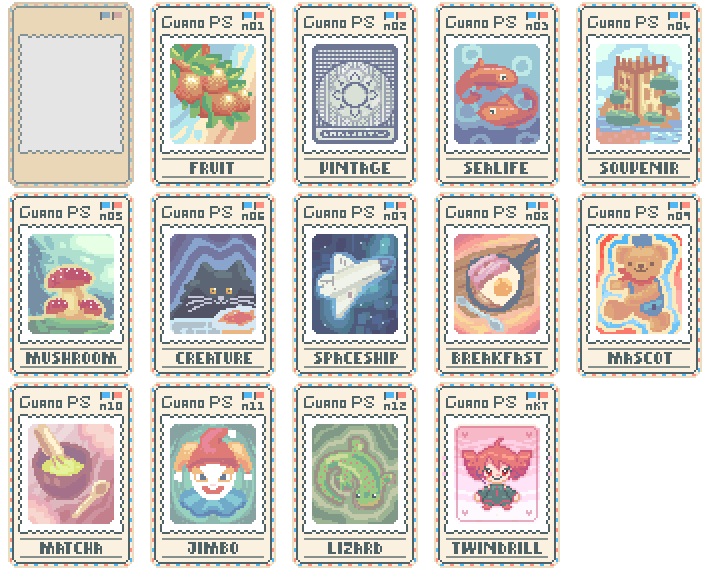 Guano PS n01
FRUIT
Guano PS n02
VINTAGE
Guano PS n03
SEALIFE
Guano PS n04
SOUVENIR
Guano PS n05
MUSHROOM
Guano PS n06
CREATURE
Guano PS n07
SPACESHIP
Guano PS n08
BREAKFAST
Guano PS n09
MASCOT
Guano PS n10
MATCHA
Guano PS n11
JIMBO
Guano PS n12
LIZARD
Guano PS nKT
TWINDRILL